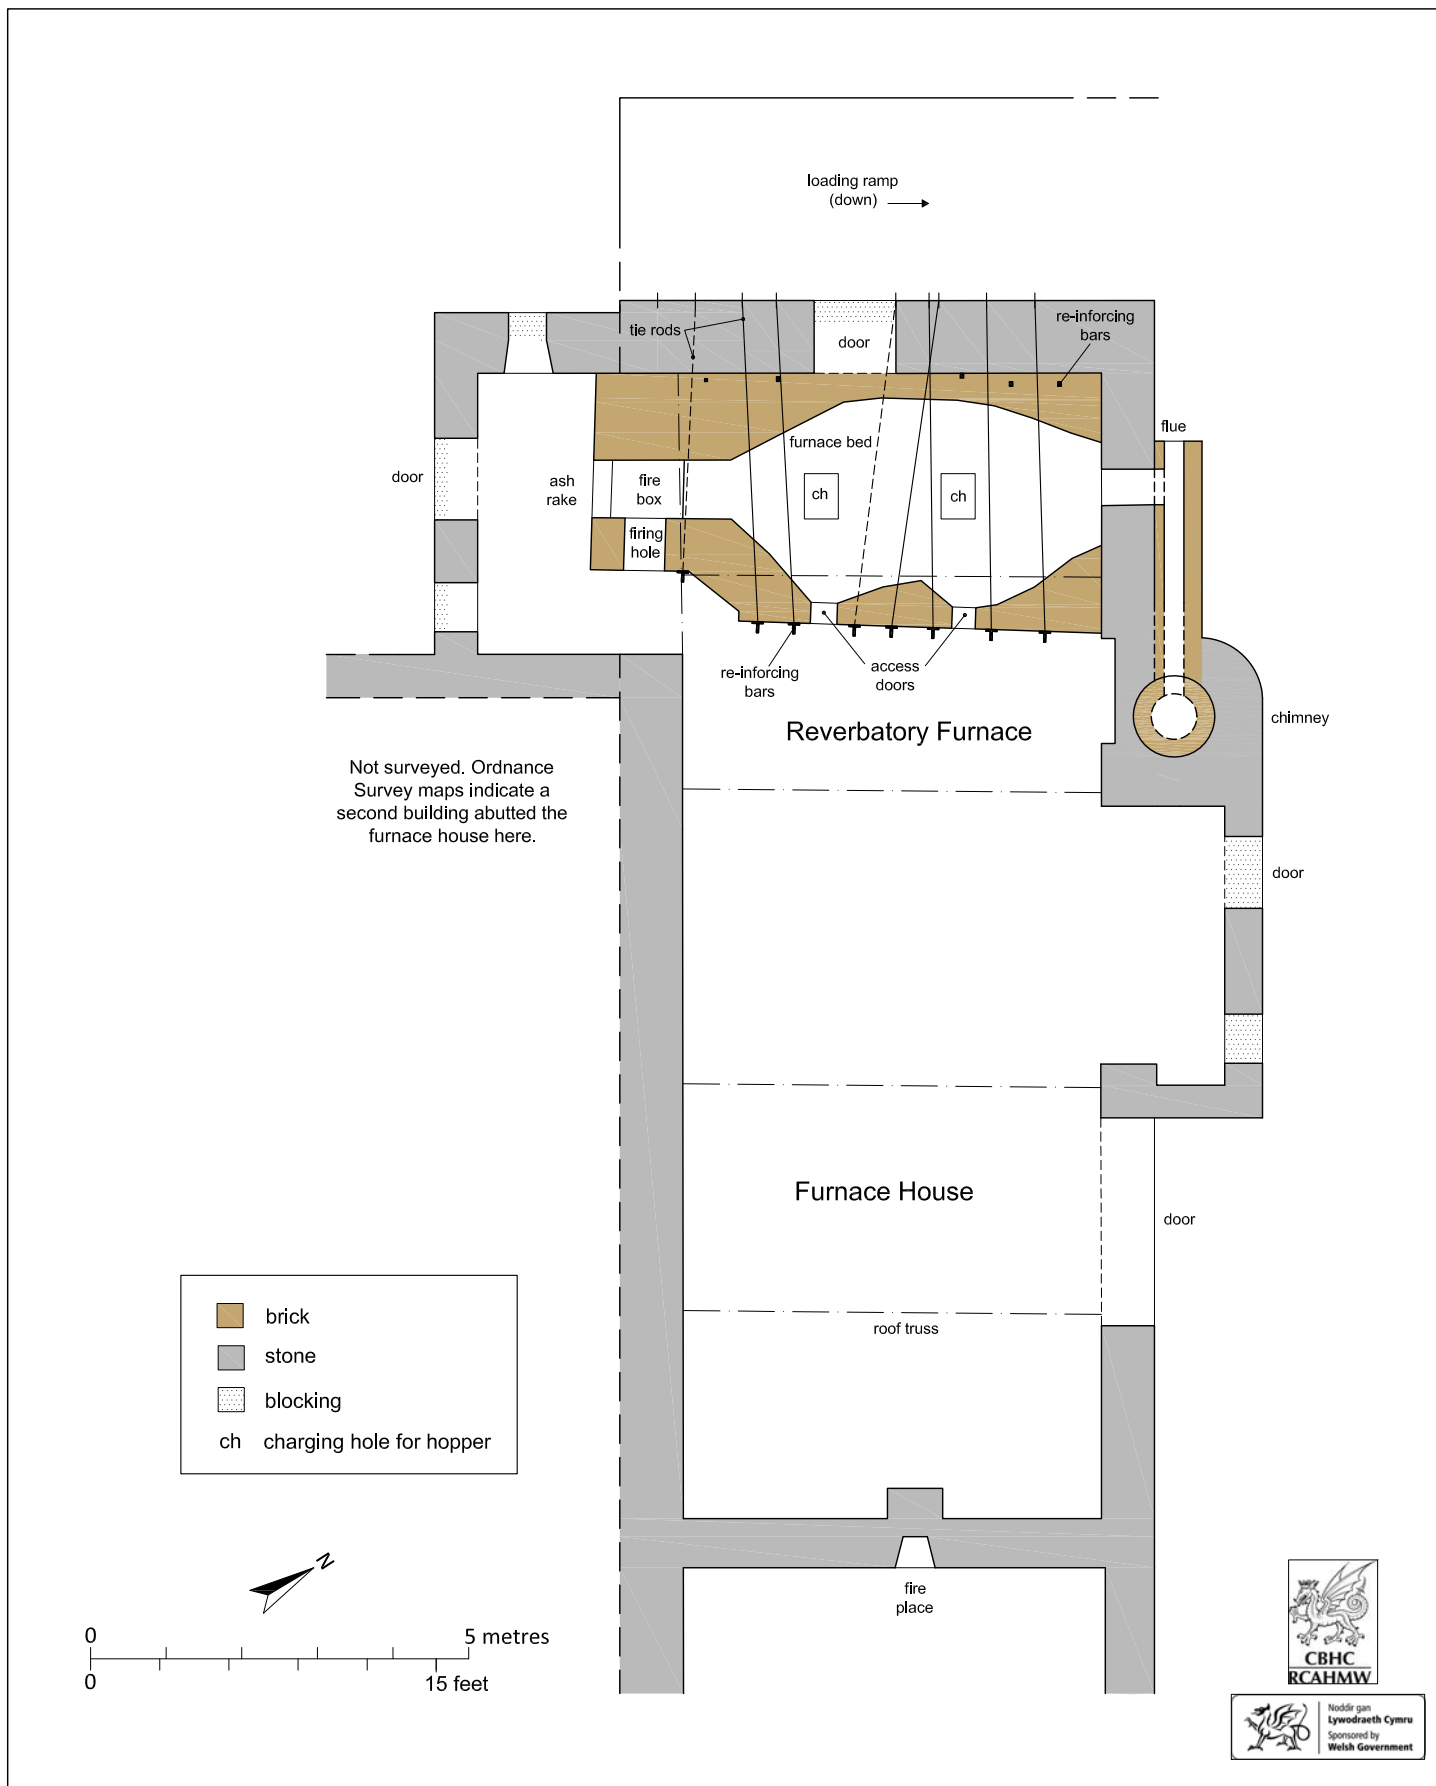 loading ramp
(down)
tie rods
door
re-inforcing
bars
flue
furnace bed
door
ash
rake
fire
box
ch
ch
firing
hole
re-inforcing
bars
access
doors
chimney
Reverbatory Furnace
Not surveyed. Ordnance
Survey maps indicate a
second building abutted the
furnace house here.
door
Furnace House
door
roof truss
brick
stone
blocking
ch charging hole for hopper
fire
place
N
0 5 metres
0 15 feet
CBHC
RCAHMW
Noddir gan
Lywodraeth Cymru
Sponsored by
Welsh Government